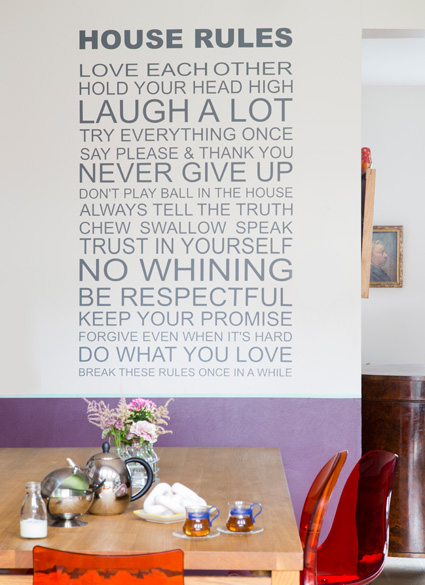 HOUSE RULES
LOVE EACH OTHER
HOLD YOUR HEAD HIGH
LAUGH A LOT
TRY EVERYTHING ONCE
SAY PLEASE & THANK YOU
NEVER GIVE UP
DON'T PLAY BALL IN THE HOUSE
ALWAYS TELL THE TRUTH
CHEW SWALLOW SPEAK
TRUST IN YOURSELF
NO WHINING
BE RESPECTFUL
KEEP YOUR PROMISE
FORGIVE EVEN WHEN IT'S HARD
DO WHAT YOU LOVE
BREAK THESE RULES ONCE IN A WHILE